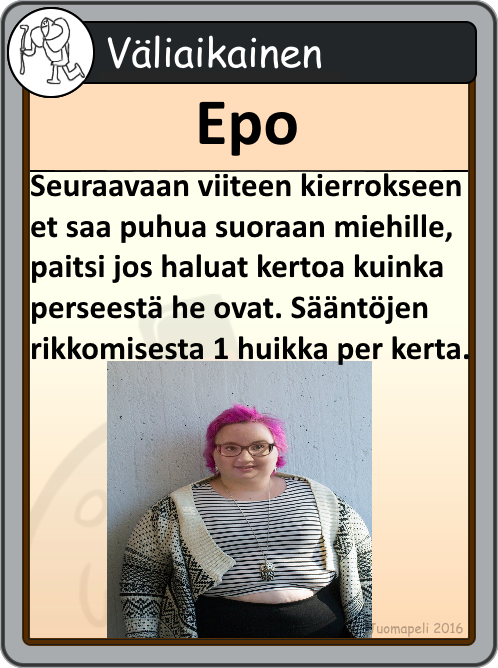 Väliaikainen
Epo
Seuraavaan viiteen kierrokseen
et saa puhua suoraan miehille,
paitsi jos haluat kertoa kuinka
perseestä he ovat. Sääntöjen
rikkomisesta 1 huikka per kerta.
Juomapeli 2016